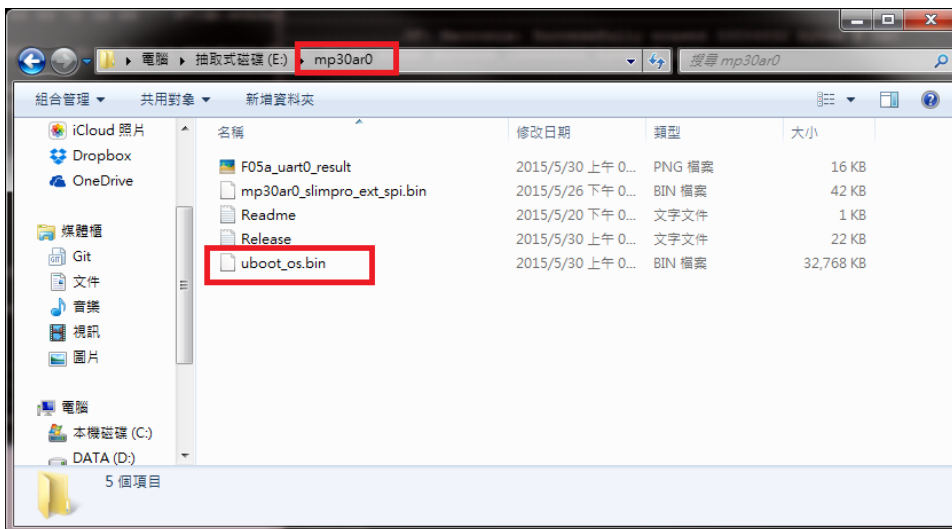 電腦 ▸ 抽取式磁碟 (E:) ▸ mp30ar0
搜尋 mp30ar0
組合管理 ▼ 共用對象 ▼ 新增資料夾
iCloud 照片
Dropbox
OneDrive
媒體櫃
Git
文件
音樂
視訊
圖片
電腦
本機磁碟 (C:)
DATA (D:)
名稱 修改日期 類型 大小
F05a_uart0_result 2015/5/30 上午 0... PNG 檔案 16 KB
mp30ar0_slimpro_ext_spi.bin 2015/5/26 下午 0... BIN 檔案 42 KB
Readme 2015/5/20 下午 0... 文字文件 1 KB
Release 2015/5/30 上午 0... 文字文件 22 KB
uboot_os.bin 2015/5/30 上午 0... BIN 檔案 32,768 KB
5 個項目